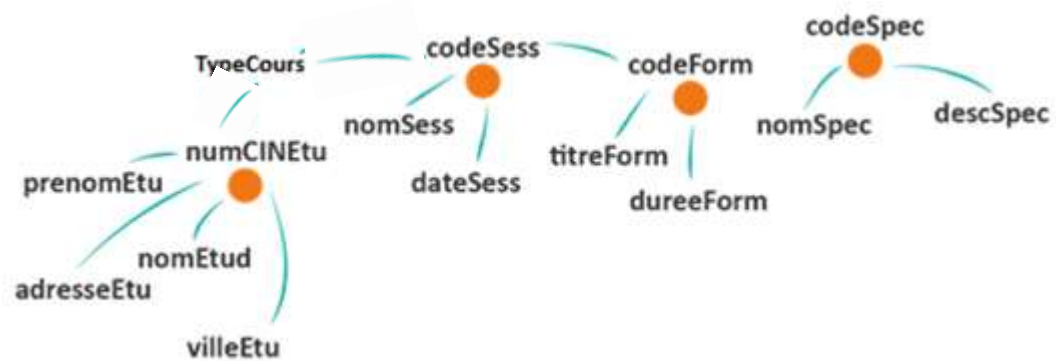 codeSpec
codeSess
TypeCours
codeForm
descSpec
nomSess
nomSpec
numCINEtu
titreForm
prenomEtu
dateSess
dureeForm
nomEtud
adresseEtu
villeEtu